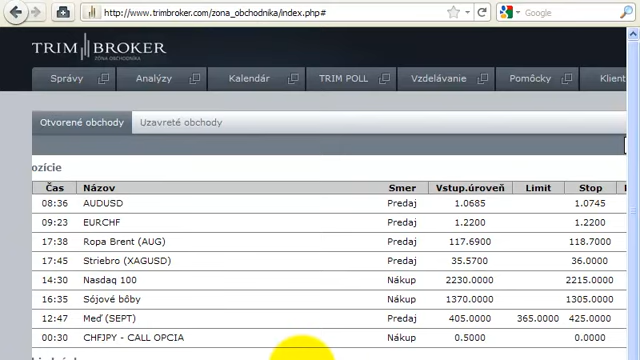 http://www.trimbroker.com/zona_obchodnika/index.php#
Google
TRIM BROKER
ZÓNA OBCHODNÍKA
Správy Analýzy Kalendár TRIM POLL Vzdelávanie Pomôcky Klient
Otvorené obchody Uzavreté obchody
ozície
Čas Názov Smer Vstup.úroveň Limit Stop
08:36 AUDUSD Predaj 1.0685 1.0745
09:23 EURCHF Predaj 1.2200 1.2200
17:38 Ropa Brent (AUG) Predaj 117.6900 118.7000
17:45 Striebro (XAGUSD) Predaj 35.5700 36.0000
14:30 Nasdaq 100 Nákup 2230.0000 2215.0000
16:35 Sójové bôby Nákup 1370.0000 1305.0000
12:47 Meď (SEPT) Predaj 405.0000 365.0000 425.0000
00:30 CHFJPY - CALL OPCIA Nákup 0.5000 0.0000